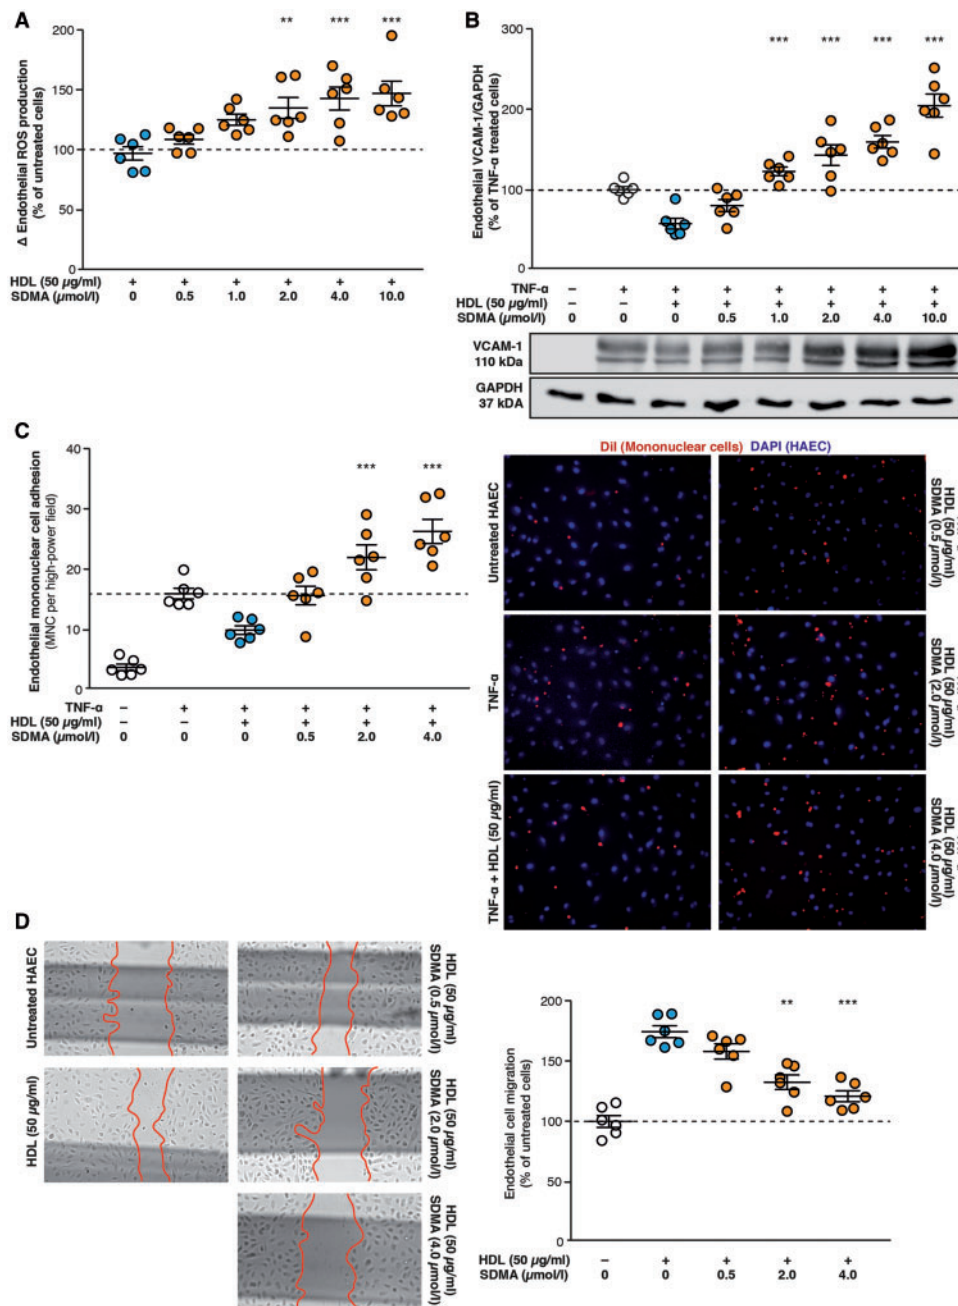 A
Δ Endothelial ROS production
(% of untreated cells)
200
150
100
50
0
** *** ***
HDL (50 µg/ml) + + + + + +
SDMA (µmol/l) 0 0.5 1.0 2.0 4.0 10.0
B
Endothelial VCAM-1/GAPDH
(% of TNF-α treated cells)
300
200
100
0
*** *** *** ***
TNF-α – + + + + + + +
HDL (50 µg/ml) – – + + + + + +
SDMA (µmol/l) 0 0 0 0.5 1.0 2.0 4.0 10.0
VCAM-1
110 kDa
GAPDH
37 kDA
C
Endothelial mononuclear cell adhesion
(MNC per high-power field)
40
30
20
10
0
*** ***
TNF-α – + + + + +
HDL (50 µg/ml) – – + + + +
SDMA (µmol/l) 0 0 0 0.5 2.0 4.0
DiI (Mononuclear cells) DAPI (HAEC)
Untreated HAEC
HDL (50 µg/ml)
SDMA (0.5 µmol/l)
TNF-α
HDL (50 µg/ml)
SDMA (2.0 µmol/l)
TNF-α + HDL (50 µg/ml)
HDL (50 µg/ml)
SDMA (4.0 µmol/l)
D
Untreated HAEC
HDL (50 µg/ml)
SDMA (0.5 µmol/l)
HDL (50 µg/ml)
HDL (50 µg/ml)
SDMA (2.0 µmol/l)
HDL (50 µg/ml)
SDMA (4.0 µmol/l)
Endothelial cell migration
(% of untreated cells)
200
150
100
50
0
** ***
HDL (50 µg/ml) – + + + +
SDMA (µmol/l) 0 0 0.5 2.0 4.0